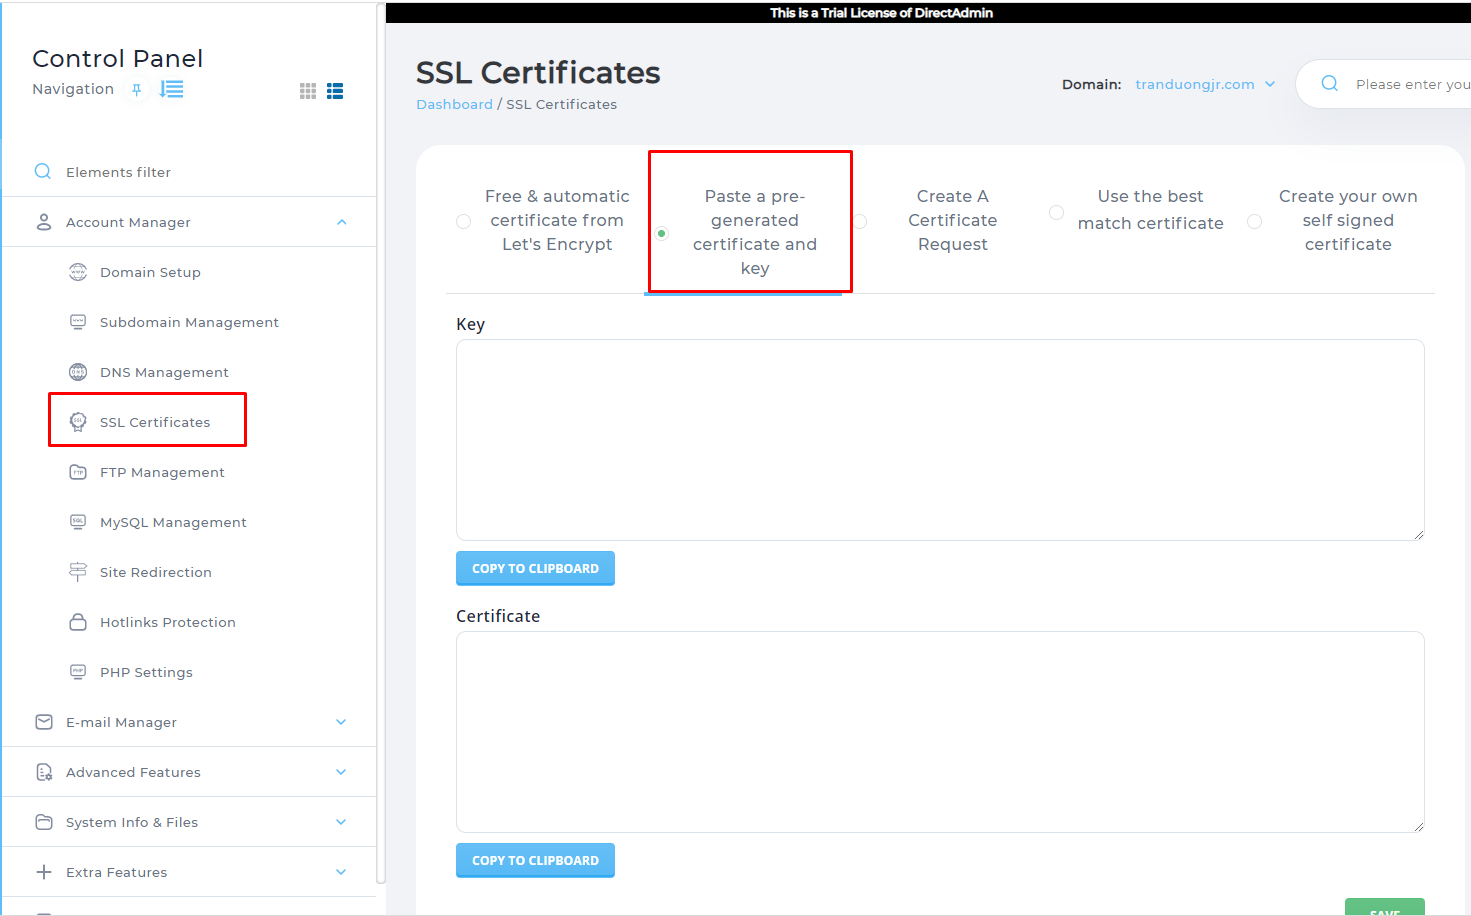 This is a Trial License of DirectAdmin
Control Panel
Navigation
Elements filter
Account Manager
Domain Setup
Subdomain Management
DNS Management
SSL Certificates
FTP Management
MySQL Management
Site Redirection
Hotlinks Protection
PHP Settings
E-mail Manager
Advanced Features
System Info & Files
Extra Features
SSL Certificates
Dashboard / SSL Certificates
Domain: tranduongjr.com
Please enter you
Free & automatic
certificate from
Let's Encrypt
Paste a pre-
generated
certificate and
key
Create A
Certificate
Request
Use the best
match certificate
Create your own
self signed
certificate
Key
COPY TO CLIPBOARD
Certificate
COPY TO CLIPBOARD
SAVE